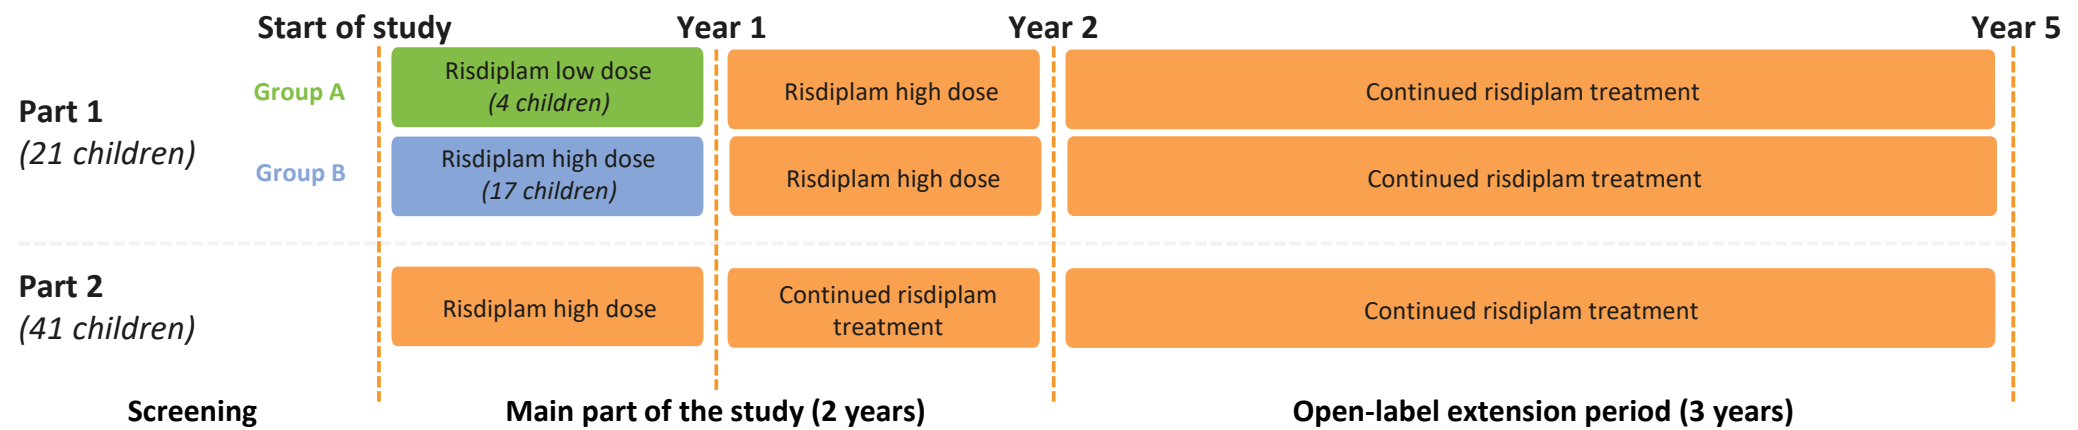 Start of study
Year 1
Year 2
Year 5
Part 1
(21 children)
Group A
Risdiplam low dose
(4 children)
Risdiplam high dose
Continued risdiplam treatment
Group B
Risdiplam high dose
(17 children)
Risdiplam high dose
Continued risdiplam treatment
Part 2
(41 children)
Risdiplam high dose
Continued risdiplam
treatment
Continued risdiplam treatment
Screening
Main part of the study (2 years)
Open-label extension period (3 years)